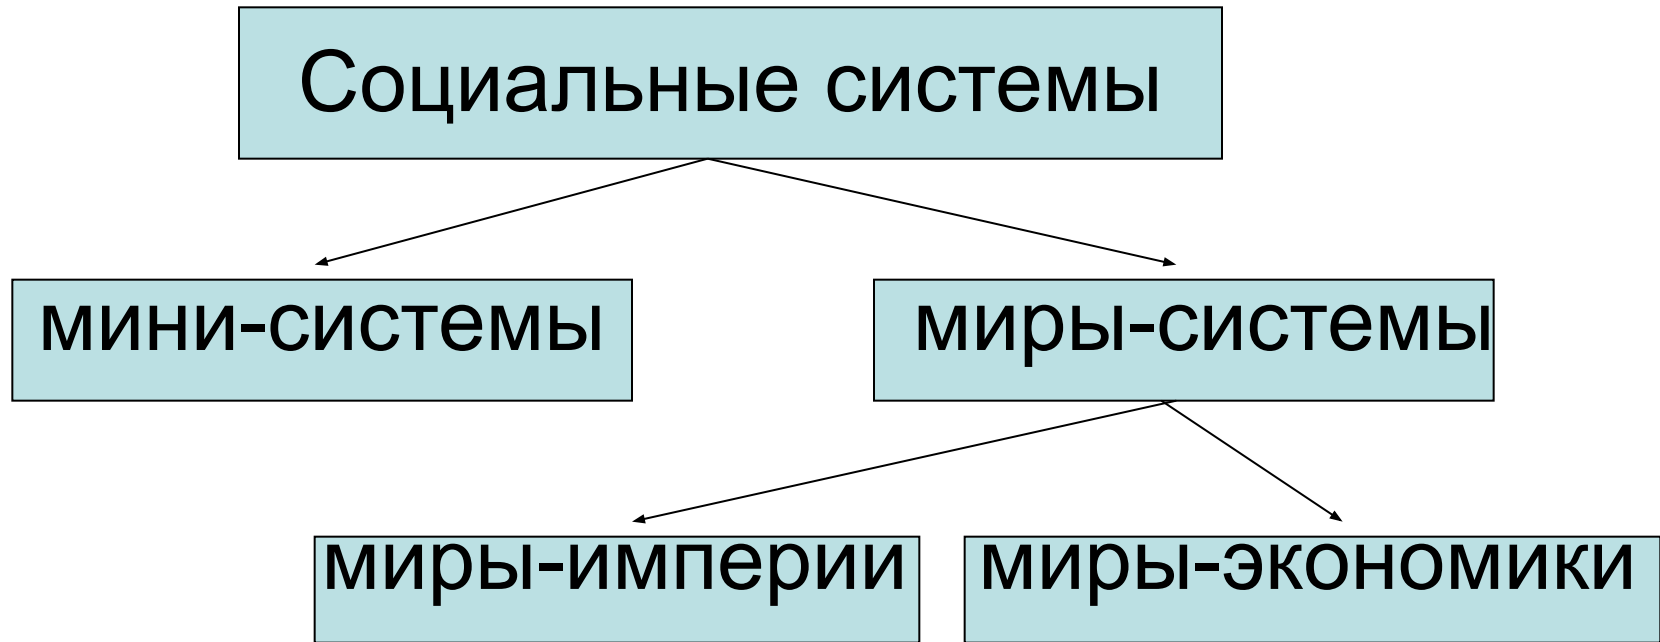 Социальные системы
мини-системы
миры-системы
миры-империи
миры-экономики